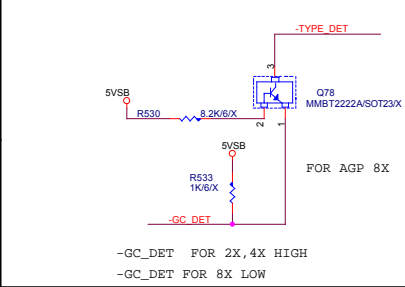 -TYPE_DET
3
5VSB
Q78
R530
8.2K/6/X
MMBT2222A/SOT23/X
2
1
5VSB
FOR AGP 8X
R533
1K/6/X
-GC_DET
-GC_DET FOR 2X,4X HIGH
-GC_DET FOR 8X LOW